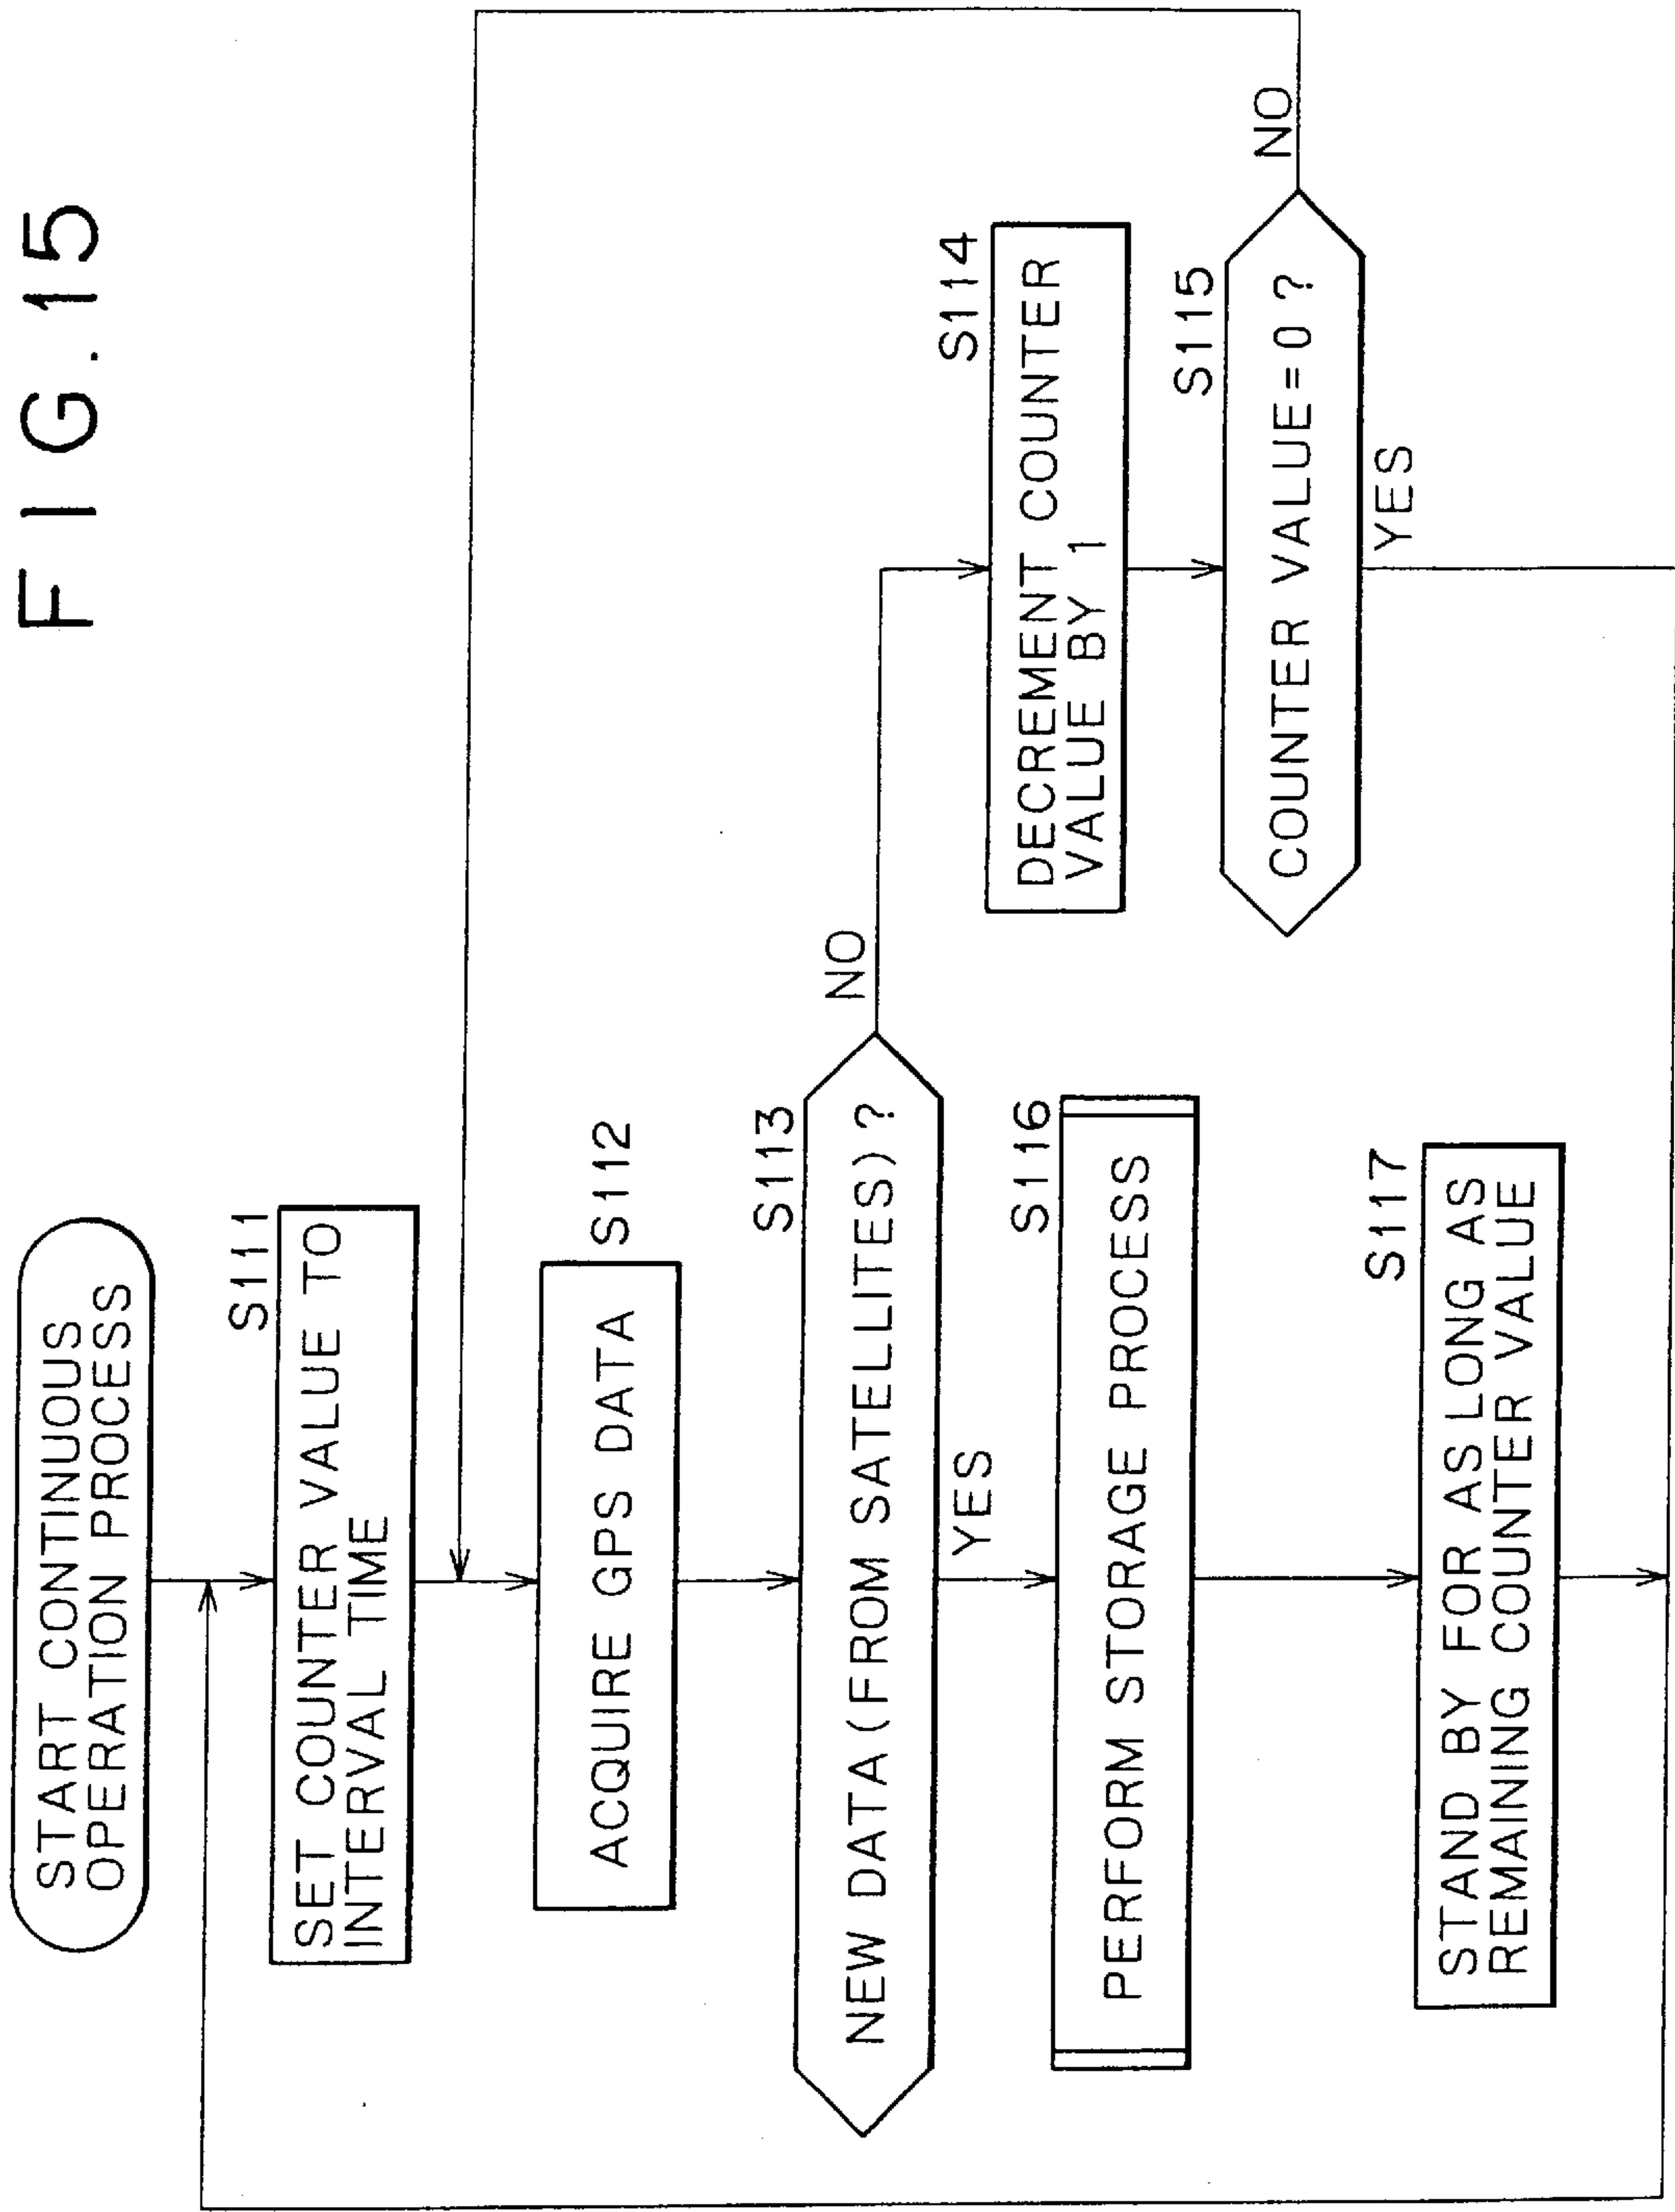 FIG.15
START CONTINUOUS
OPERATION PROCESS
S111
SET COUNTER VALUE TO
INTERVAL TIME
ACQUIRE GPS DATA
S112
S113
NEW DATA (FROM SATELLITES) ?
NO
YES
S114
DECREMENT COUNTER
VALUE BY 1
S115
COUNTER VALUE=0 ?
NO
YES
S116
PERFORM STORAGE PROCESS
S117
STAND BY FOR AS LONG AS
REMAINING COUNTER VALUE